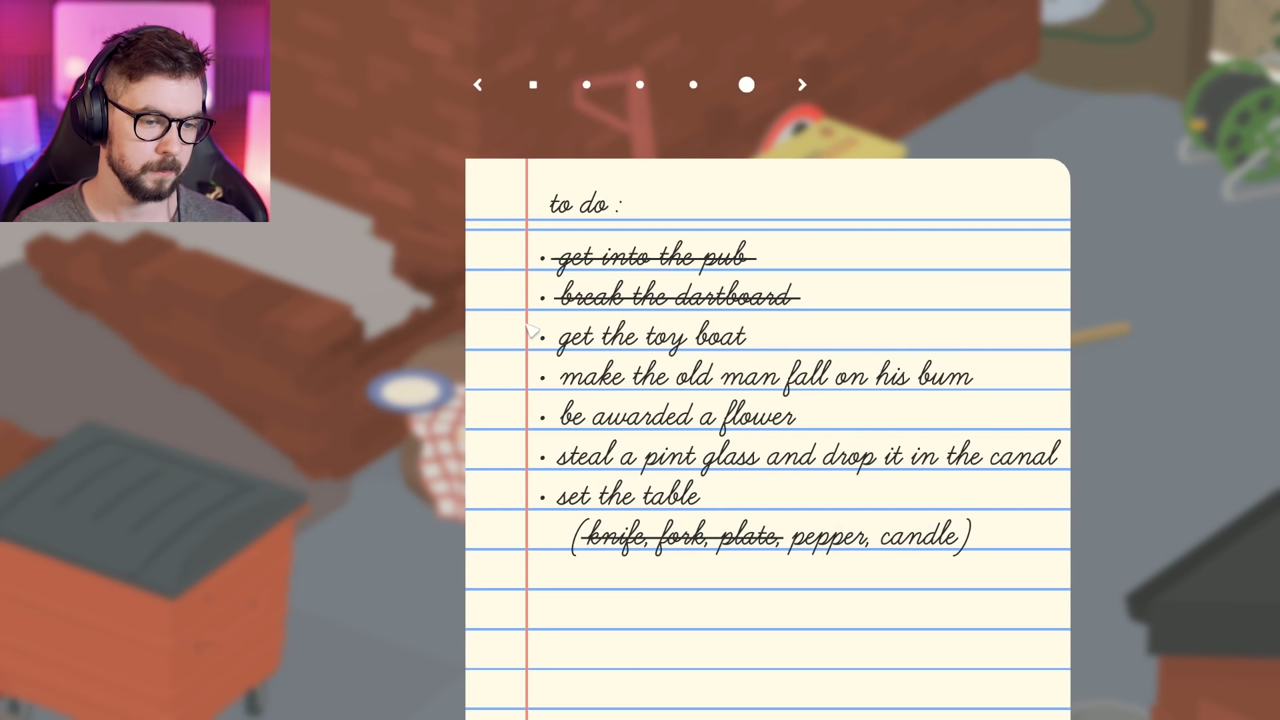 to do :
• get into the pub
• break the dartboard
• get the toy boat
• make the old man fall on his bum
• be awarded a flower
• steal a pint glass and drop it in the canal
• set the table
(knife, fork, plate, pepper, candle)